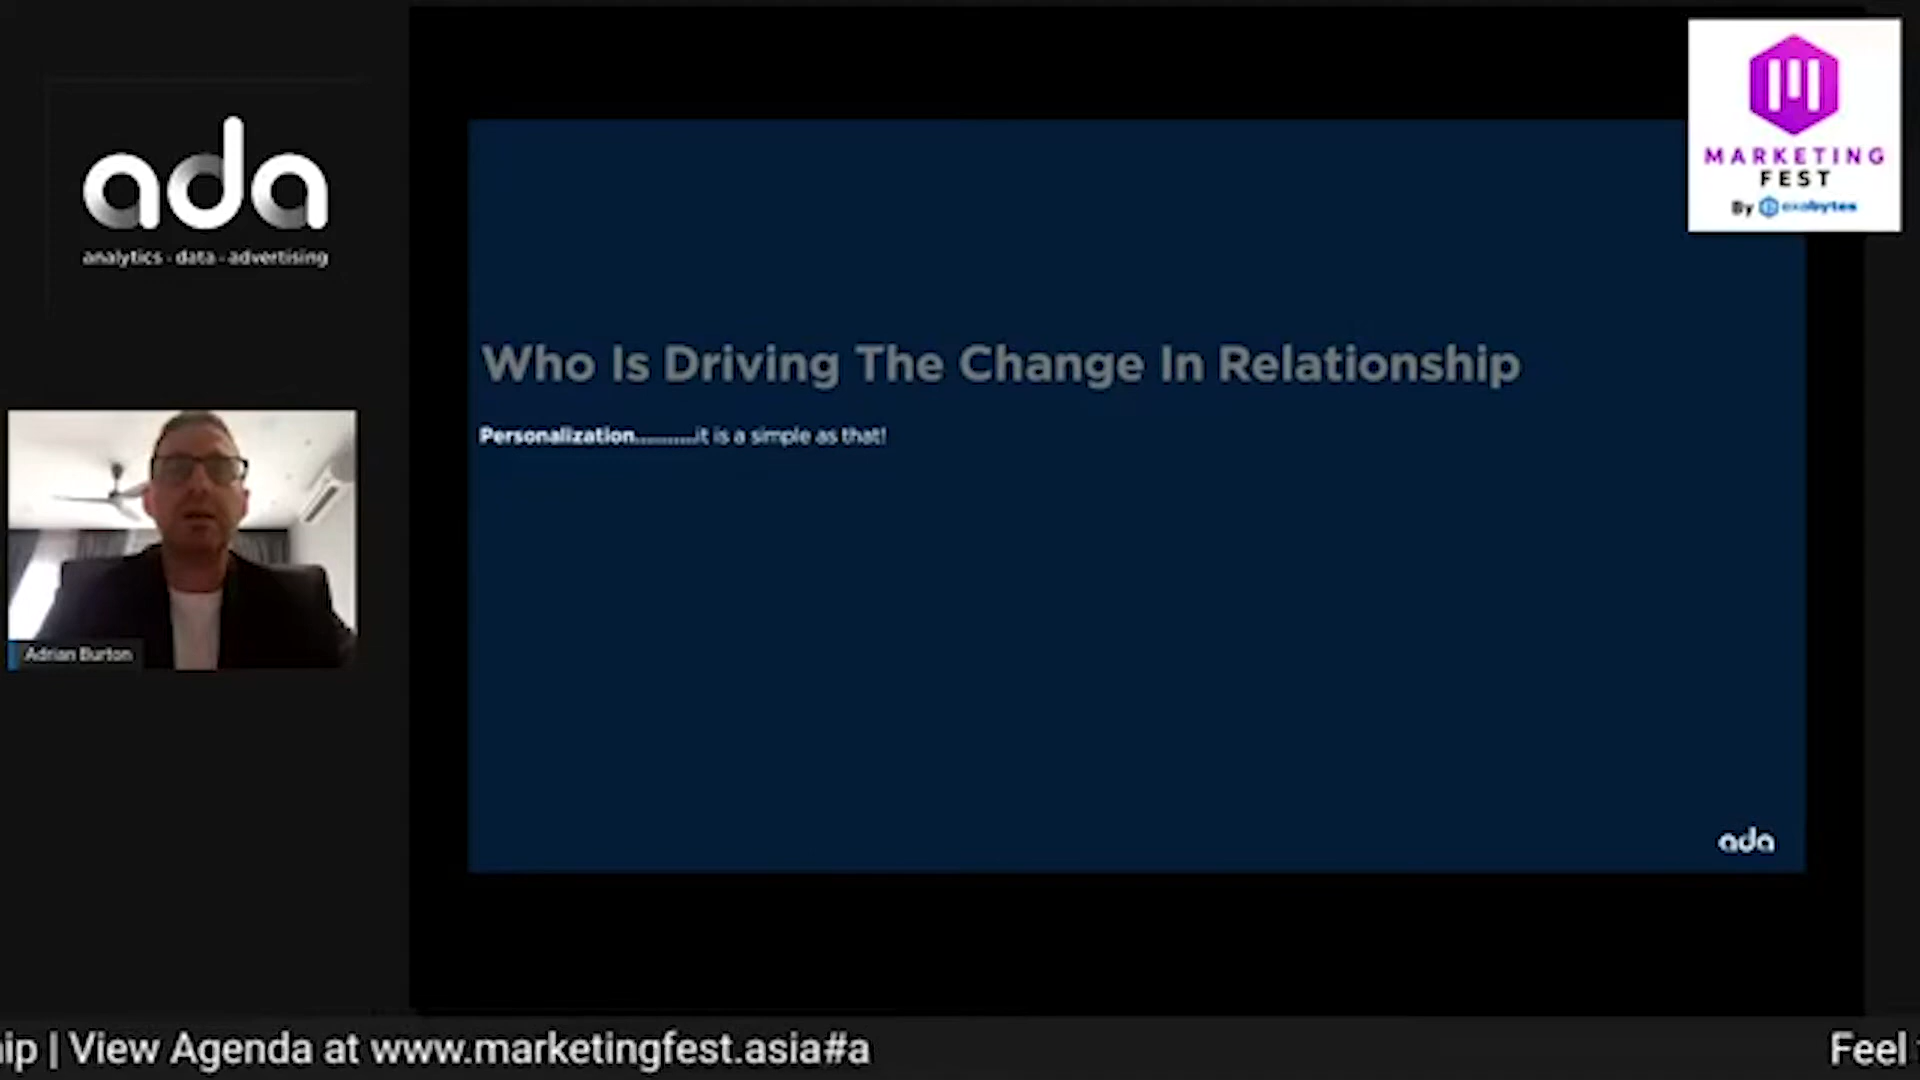 ada
analytics · data · advertising
MARKETING
FEST
By exabytes
Who Is Driving The Change In Relationship
Personalization..........it is a simple as that!
Adrian Burton
ada
ip | View Agenda at www.marketingfest.asia#a
Feel